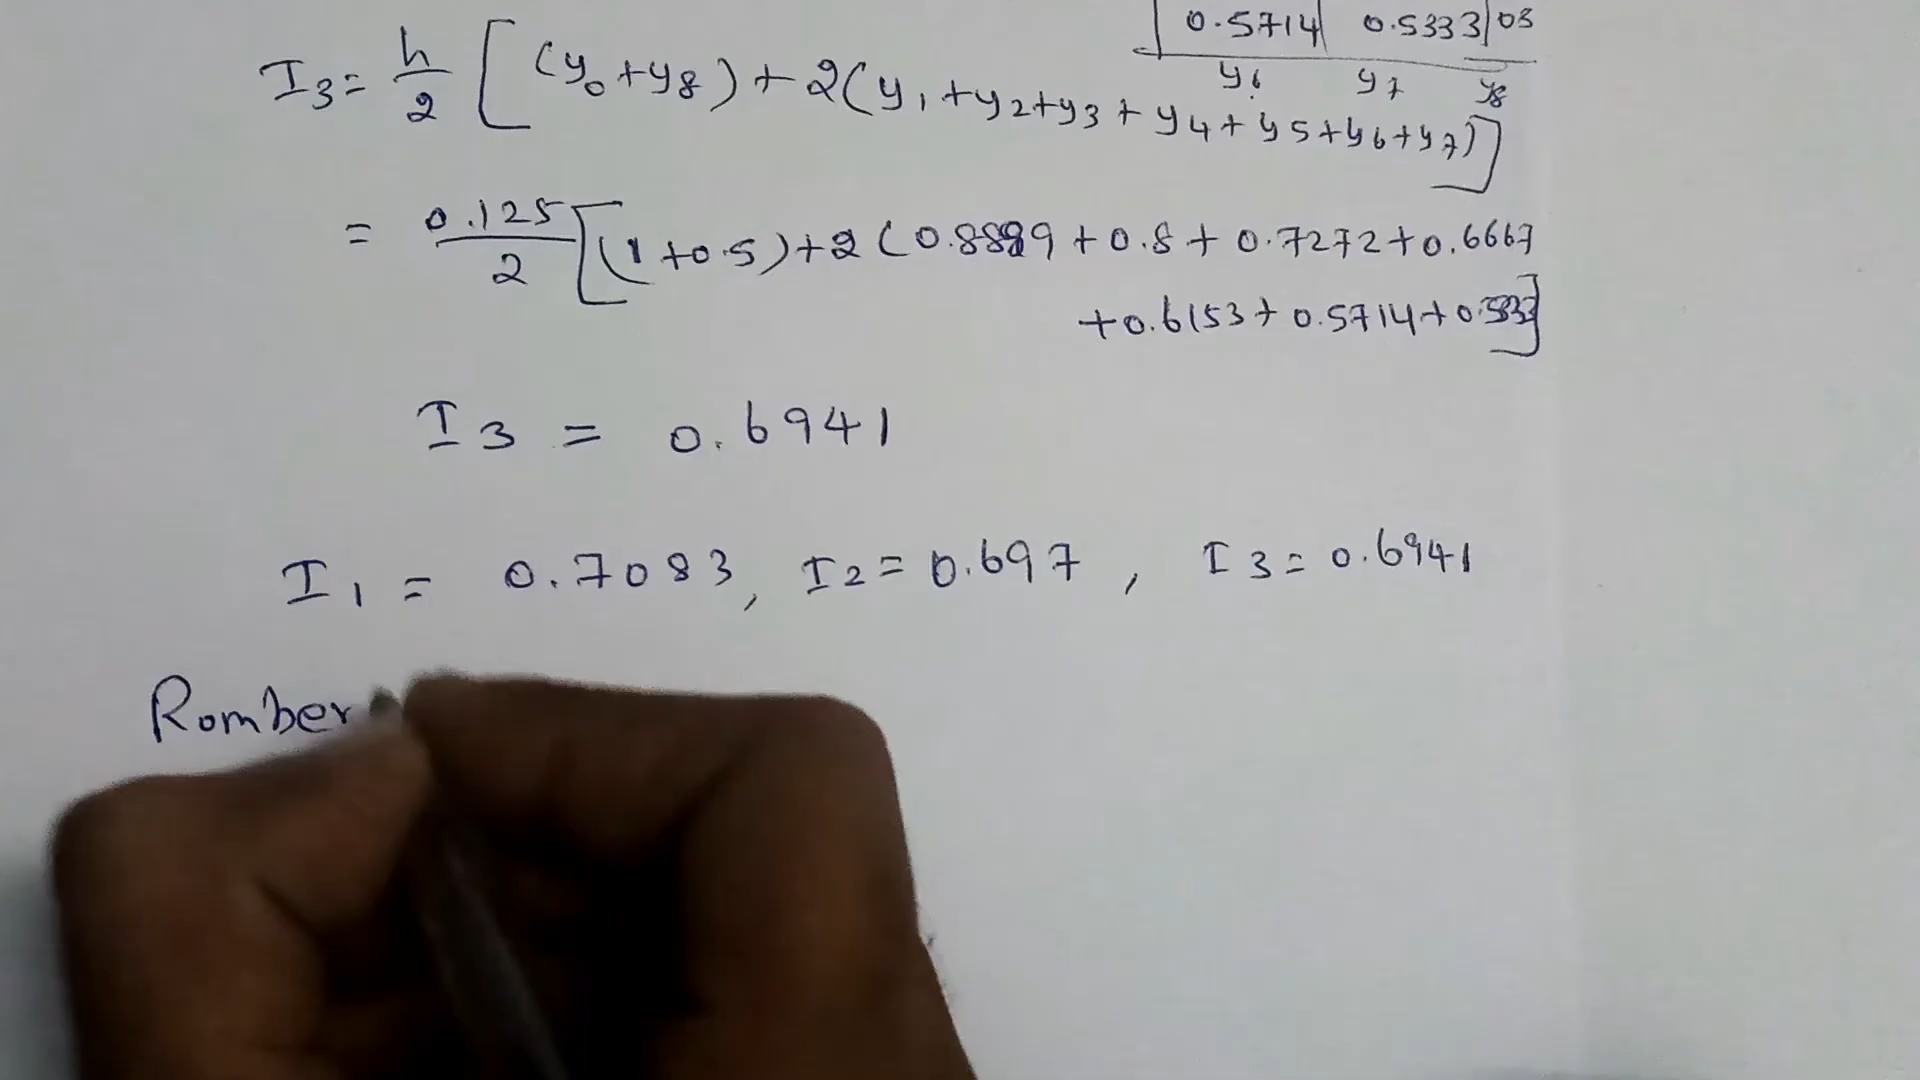 0.5714 0.5333 0.5
y6 y7 y8
I3 = h/2 [(y0+y8)+2(y1+y2+y3+y4+y5+y6+y7)]
= 0.125/2 [(1+0.5)+2(0.8889+0.8+0.7272+0.6667
+0.6153+0.5714+0.5333]
I3 = 0.6941
I1 = 0.7083, I2 = 0.697, I3 = 0.6941
Romber